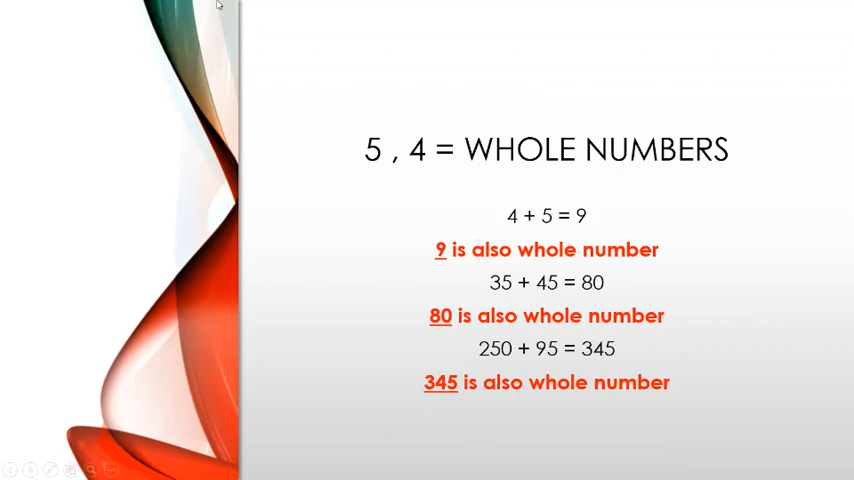 5 , 4 = WHOLE NUMBERS
4 + 5 = 9
9 is also whole number
35 + 45 = 80
80 is also whole number
250 + 95 = 345
345 is also whole number